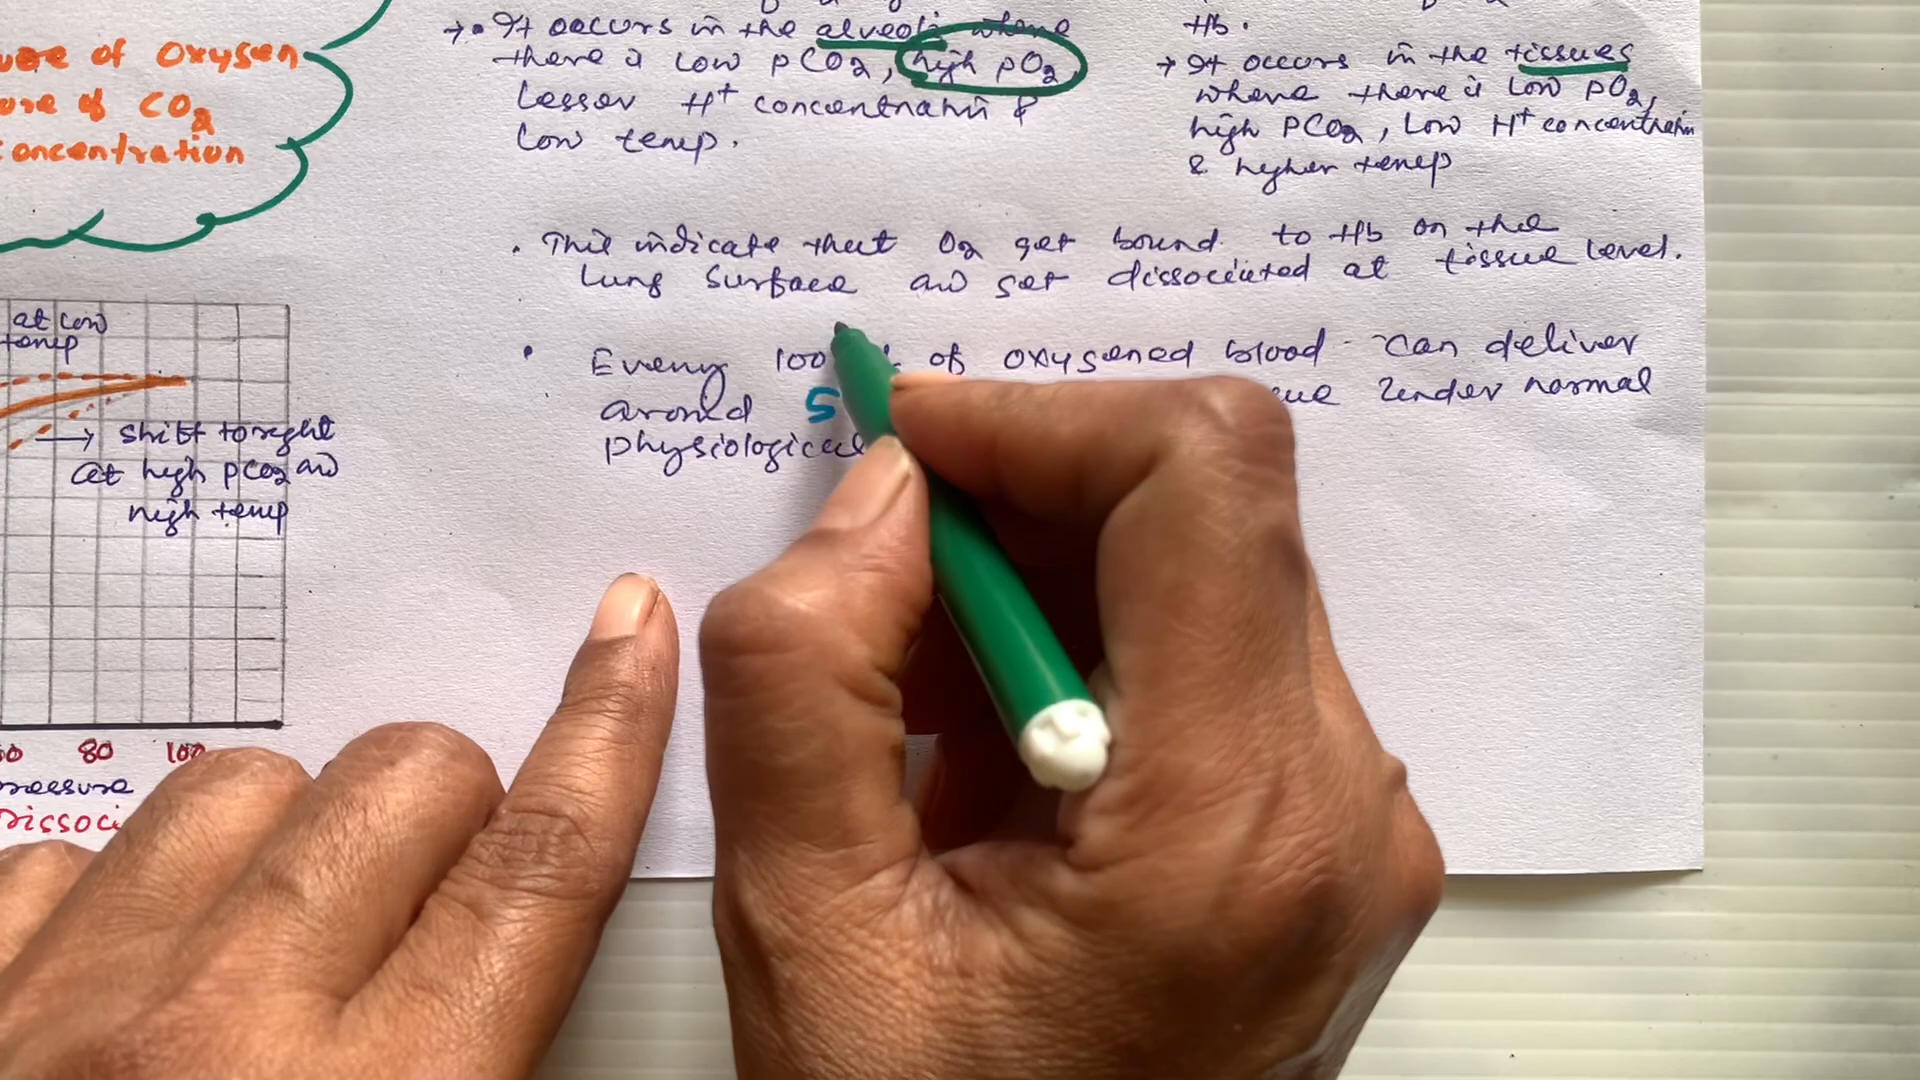 ure of Oxygen
ure of CO2
concentration
→ • It occurs in the alveoli where
there is low pCO2, high pO2
Lesser H+ concentration &
Low temp.
Hb.
→ It occurs in the tissues
where there is low pO2,
high PCO2, Low H+ concentration
& higher temp
• This indicate that O2 get bound to Hb on the
Lung Surface and get dissociated at tissue level.
• Every 100 of oxygened blood can deliver
around 5 under normal
physiological
at low
temp
→ shift to right
at high pCO2 and
high temp
80 100
ressure
Dissoci